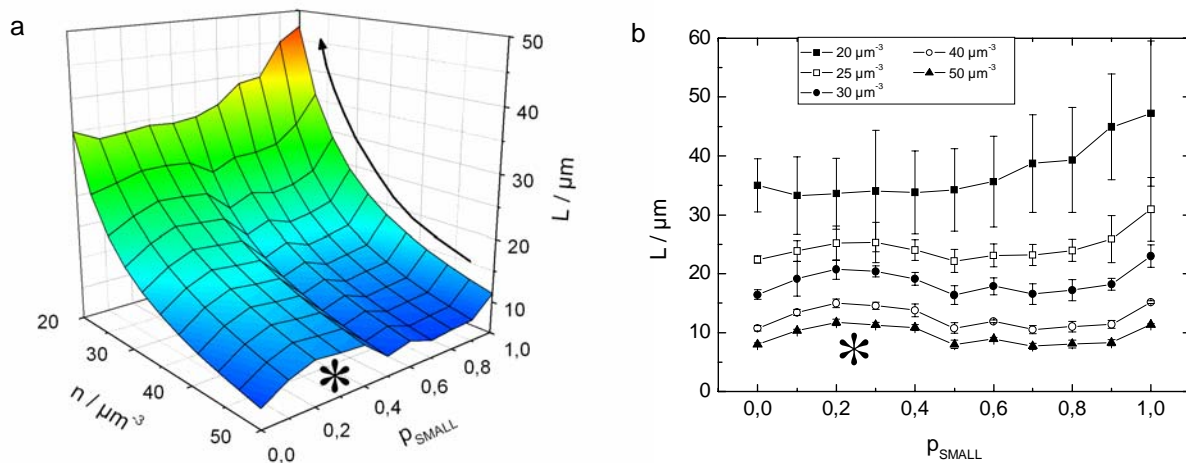 a
50
40
30
20
10
L / µm
20
30
40
50
n / µm-3
0,0
0,2
0,4
0,6
0,8
1,0
pSMALL
*
b
60
50
40
30
20
10
0
L / µm
20 µm-3
25 µm-3
30 µm-3
40 µm-3
50 µm-3
*
0,0 0,2 0,4 0,6 0,8 1,0
pSMALL